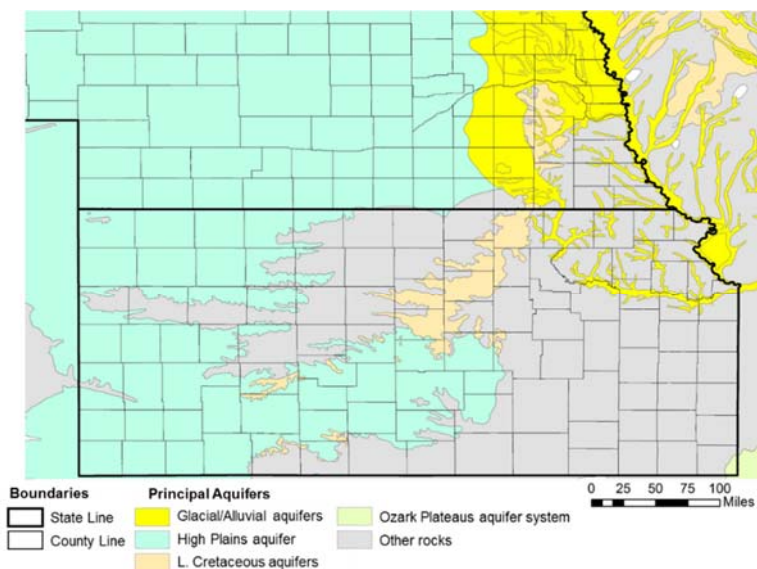 Boundaries
State Line
County Line
Principal Aquifers
Glacial/Alluvial aquifers
High Plains aquifer
L. Cretaceous aquifers
Ozark Plateaus aquifer system
Other rocks
0 25 50 75 100
Miles